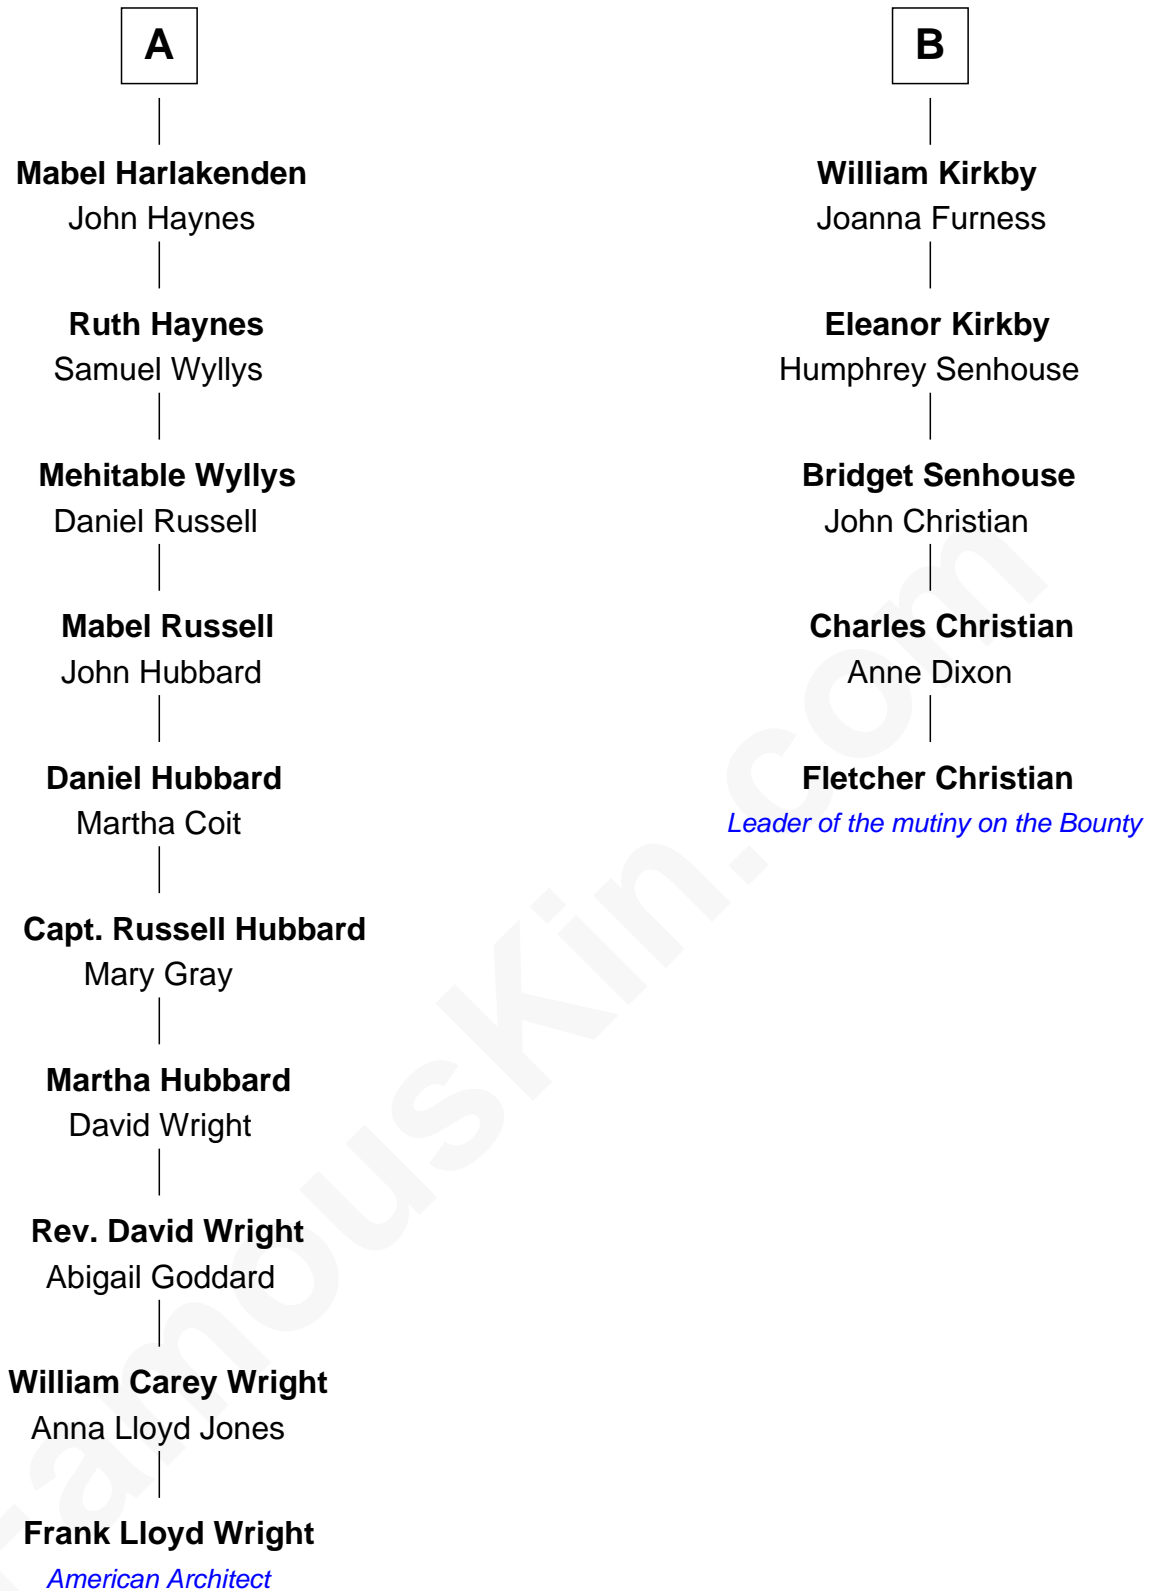 A
Mabel Harlakenden
John Haynes
Ruth Haynes
Samuel Wyllys
Mehitable Wyllys
Daniel Russell
Mabel Russell
John Hubbard
Daniel Hubbard
Martha Coit
Capt. Russell Hubbard
Mary Gray
Martha Hubbard
David Wright
Rev. David Wright
Abigail Goddard
William Carey Wright
Anna Lloyd Jones
Frank Lloyd Wright
American Architect
B
William Kirkby
Joanna Furness
Eleanor Kirkby
Humphrey Senhouse
Bridget Senhouse
John Christian
Charles Christian
Anne Dixon
Fletcher Christian
Leader of the mutiny on the Bounty
FamousKin.com